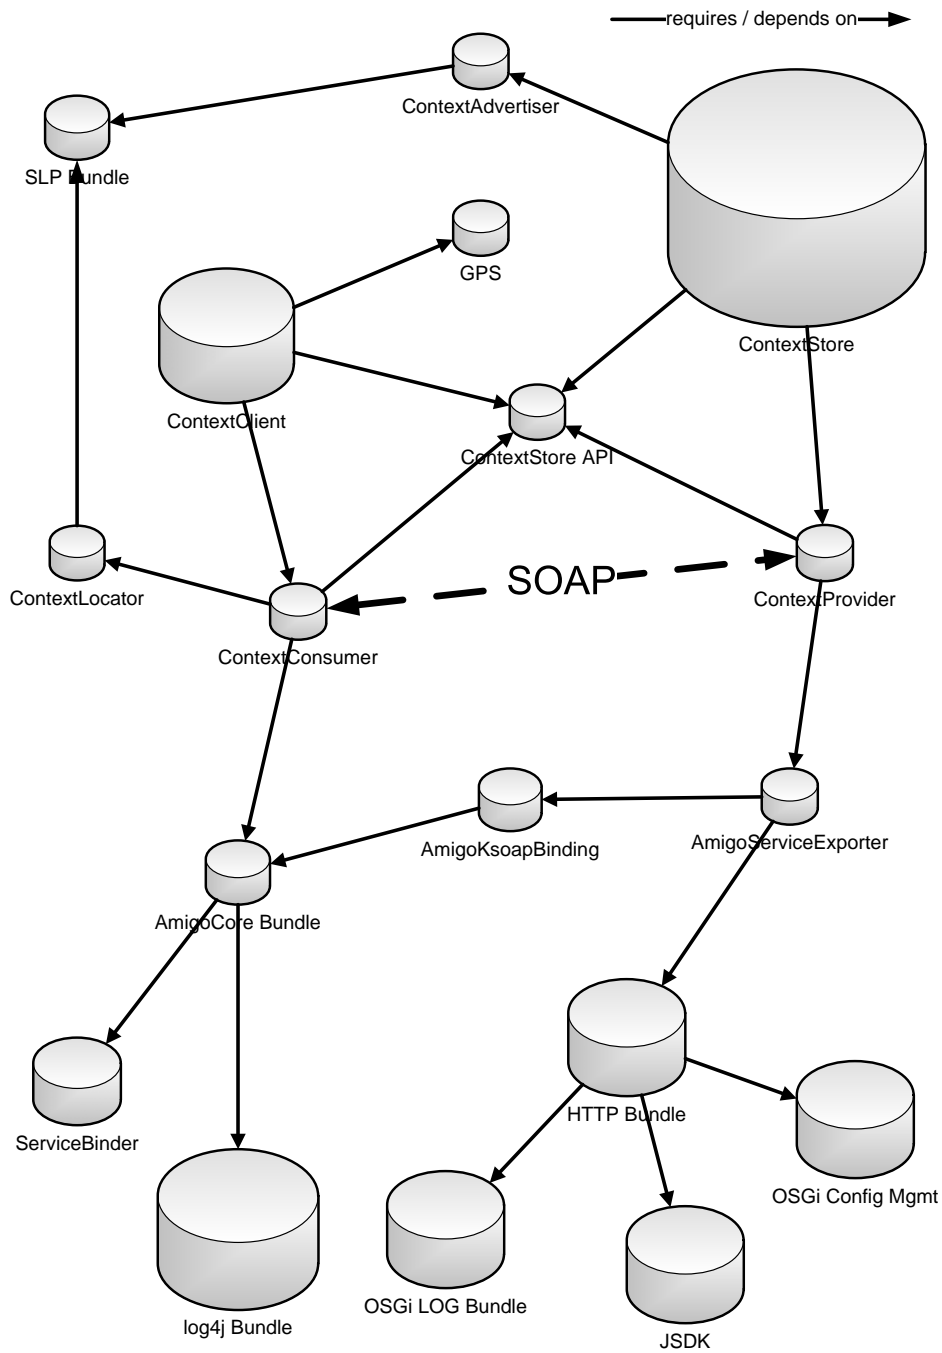 requires / depends on
ContextAdvertiser
SLP Bundle
GPS
ContextStore
ContextClient
ContextStore API
SOAP
ContextLocator
ContextProvider
ContextConsumer
AmigoKsoapBinding
AmigoServiceExporter
AmigoCore Bundle
HTTP Bundle
ServiceBinder
OSGi Config Mgmt
OSGi LOG Bundle
log4j Bundle
JSDK